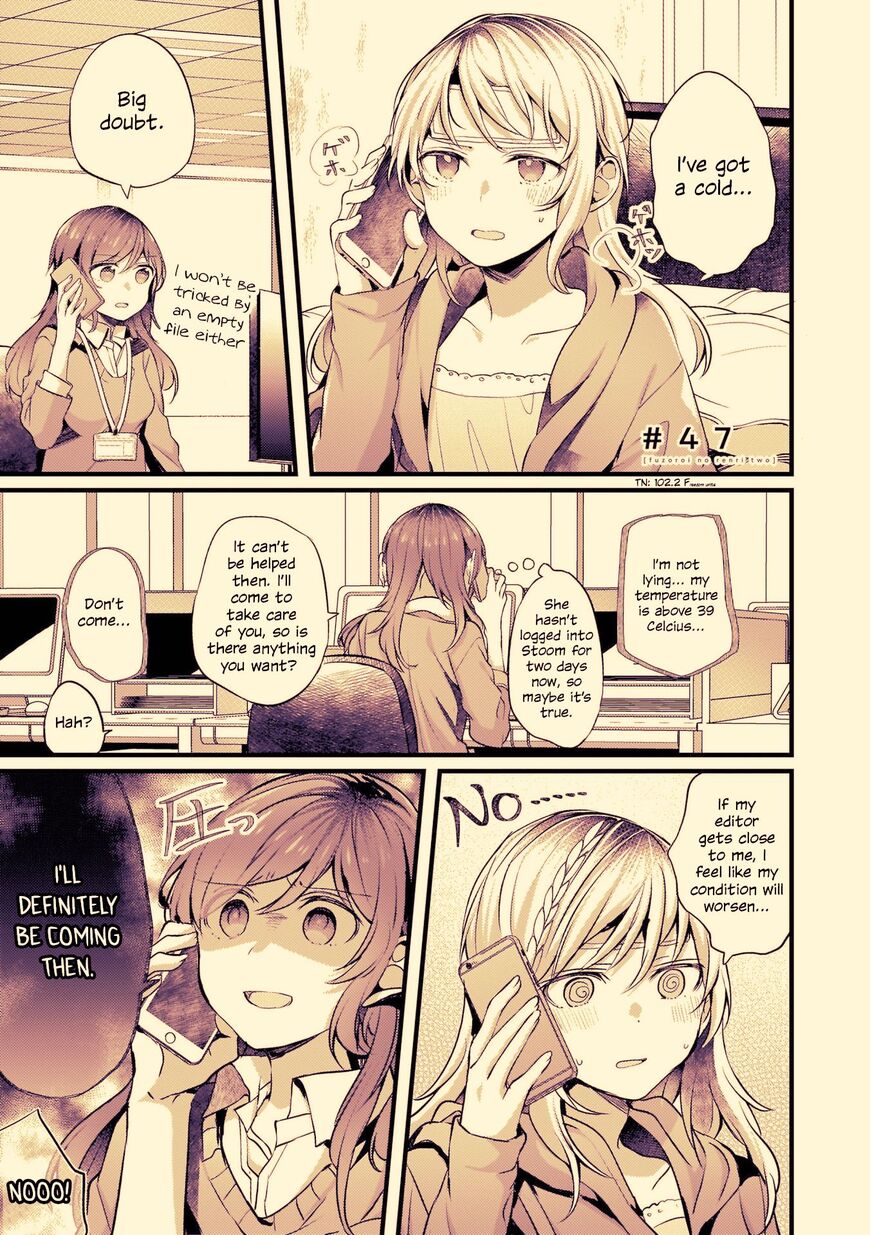 I've got
a cold...
ゲホ
ゲホッ
#47
[fuzoroi no renri:two]
TN: 102.2 Freedom units
Big
doubt.
I won't be
tricked by
an empty
file either
I'm not
lying... my
temperature
is above 39
Celcius...
She
hasn't
logged into
Stoom for
two days
now, so
maybe it's
true.
It can't
be helped
then. I'll
come to
take care
of you, so
is there
anything
you want?
Don't
come...
Hah?
If my
editor
gets close
to me, I
feel like my
condition will
worsen...
No......
圧っ
I'LL
DEFINITELY
BE COMING
THEN.
NOOO!